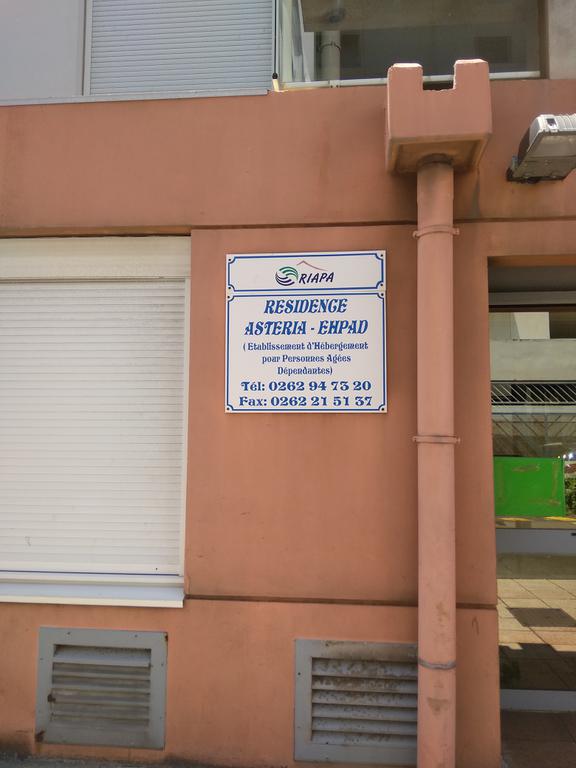 ORIAPA
RESIDENCE
ASTERIA - EHPAD
( Etablissement d'Hébergement
pour Personnes Agées
Dépendantes)
Tél: 0262 94 73 20
Fax: 0262 21 51 37